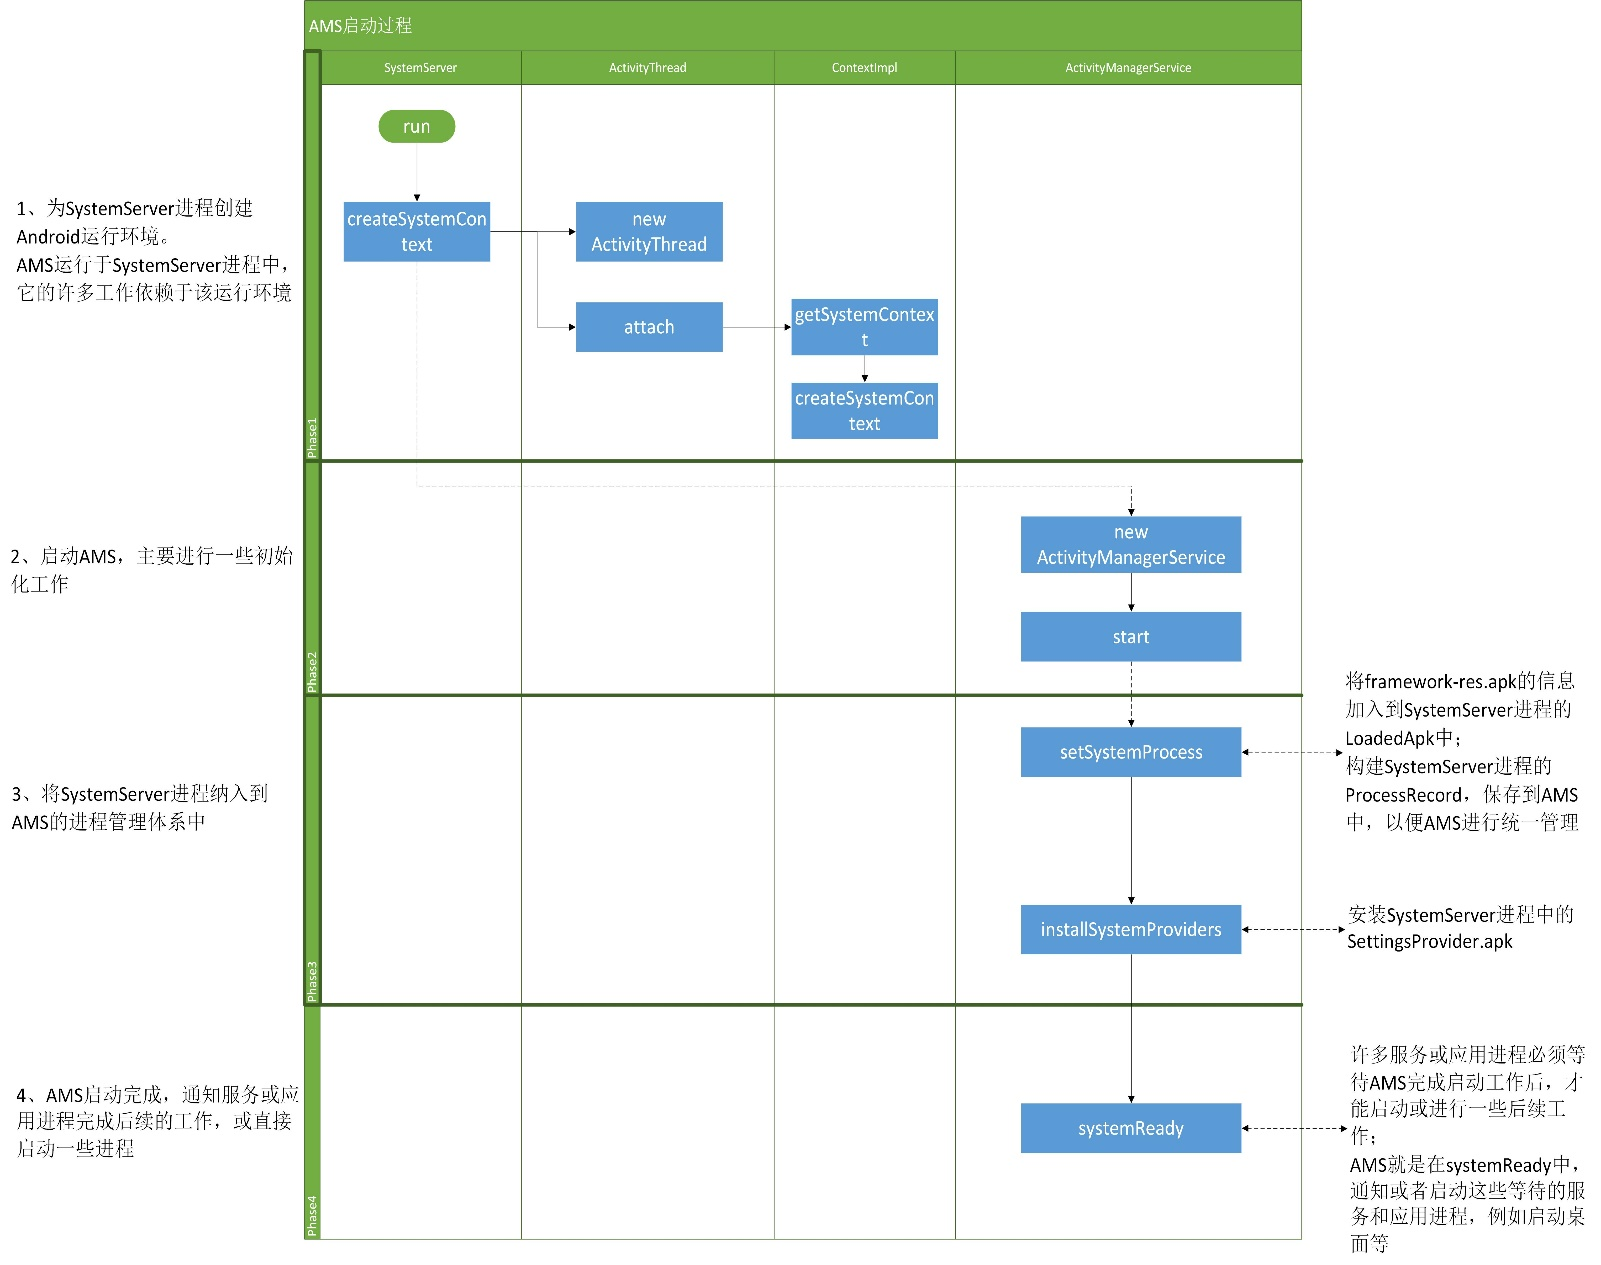 AMS启动过程
SystemServer
ActivityThread
ContextImpl
ActivityManagerService
run
1、为SystemServer进程创建
Android运行环境。
AMS运行于SystemServer进程中，
它的许多工作依赖于该运行环境
createSystemCon
text
new
ActivityThread
attach
getSystemContex
t
createSystemCon
text
Phase1
2、启动AMS，主要进行一些初始
化工作
new
ActivityManagerService
start
Phase2
3、将SystemServer进程纳入到
AMS的进程管理体系中
setSystemProcess
将framework-res.apk的信息
加入到SystemServer进程的
LoadedApk中；
构建SystemServer进程的
ProcessRecord，保存到AMS
中，以便AMS进行统一管理
installSystemProviders
安装SystemServer进程中的
SettingsProvider.apk
Phase3
4、AMS启动完成，通知服务或应
用进程完成后续的工作，或直接
启动一些进程
systemReady
许多服务或应用进程必须等
待AMS完成启动工作后，才
能启动或进行一些后续工
作；
AMS就是在systemReady中，
通知或者启动这些等待的服
务和应用进程，例如启动桌
面等
Phase4